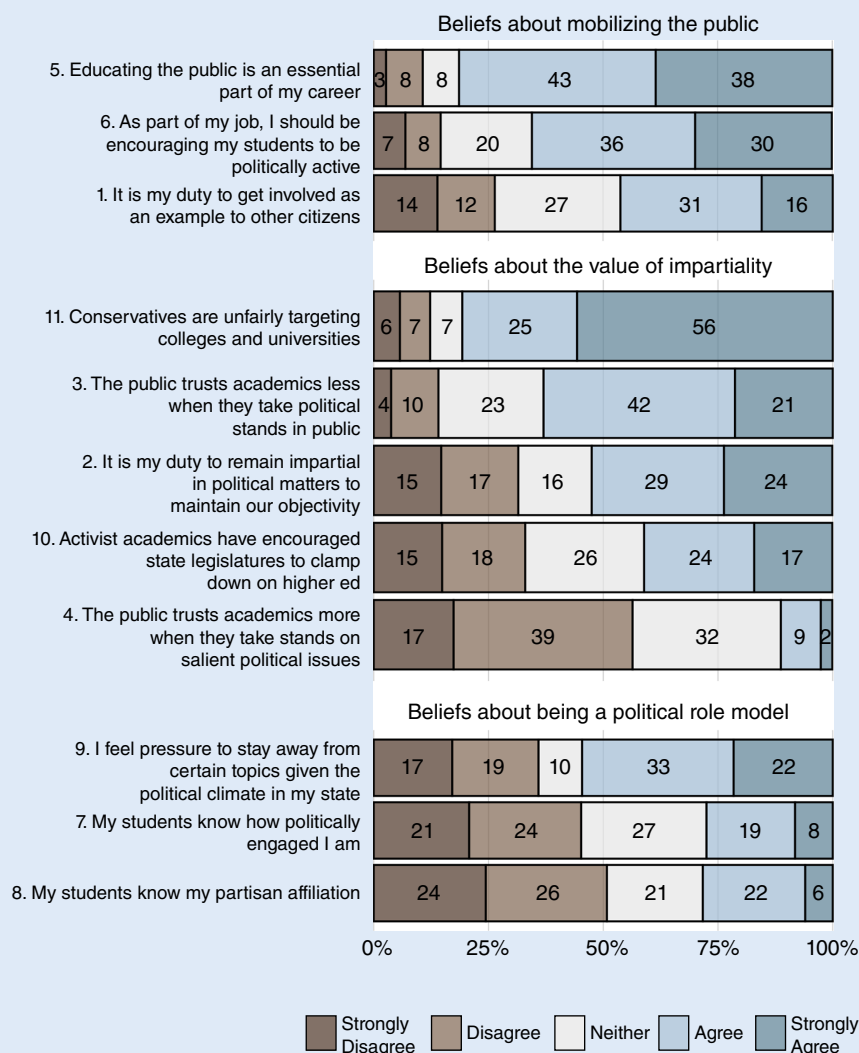 Beliefs about mobilizing the public
5. Educating the public is an essential
part of my career
3 8 8 43 38
6. As part of my job, I should be
encouraging my students to be
politically active
7 8 20 36 30
1. It is my duty to get involved as
an example to other citizens
14 12 27 31 16
Beliefs about the value of impartiality
11. Conservatives are unfairly targeting
colleges and universities
6 7 7 25 56
3. The public trusts academics less
when they take political
stands in public
4 10 23 42 21
2. It is my duty to remain impartial
in political matters to
maintain our objectivity
15 17 16 29 24
10. Activist academics have encouraged
state legislatures to clamp
down on higher ed
15 18 26 24 17
4. The public trusts academics more
when they take stands on
salient political issues
17 39 32 9 2
Beliefs about being a political role model
9. I feel pressure to stay away from
certain topics given the
political climate in my state
17 19 10 33 22
7. My students know how politically
engaged I am
21 24 27 19 8
8. My students know my partisan affiliation
24 26 21 22 6
0% 25% 50% 75% 100%
Strongly
Disagree
Disagree
Neither
Agree
Strongly
Agree